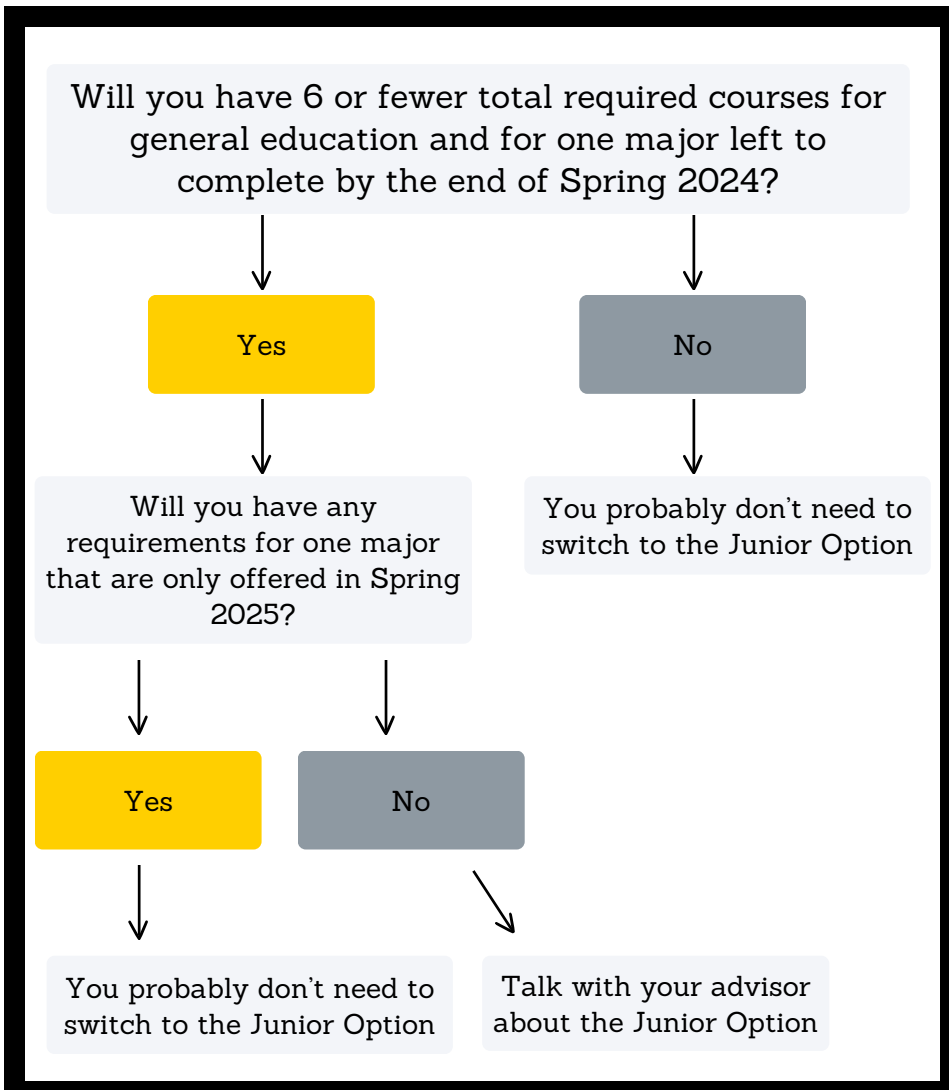 Will you have 6 or fewer total required courses for
general education and for one major left to
complete by the end of Spring 2024?
Yes
No
Will you have any
requirements for one major
that are only offered in Spring
2025?
You probably don't need to
switch to the Junior Option
Yes
No
You probably don't need to
switch to the Junior Option
Talk with your advisor
about the Junior Option